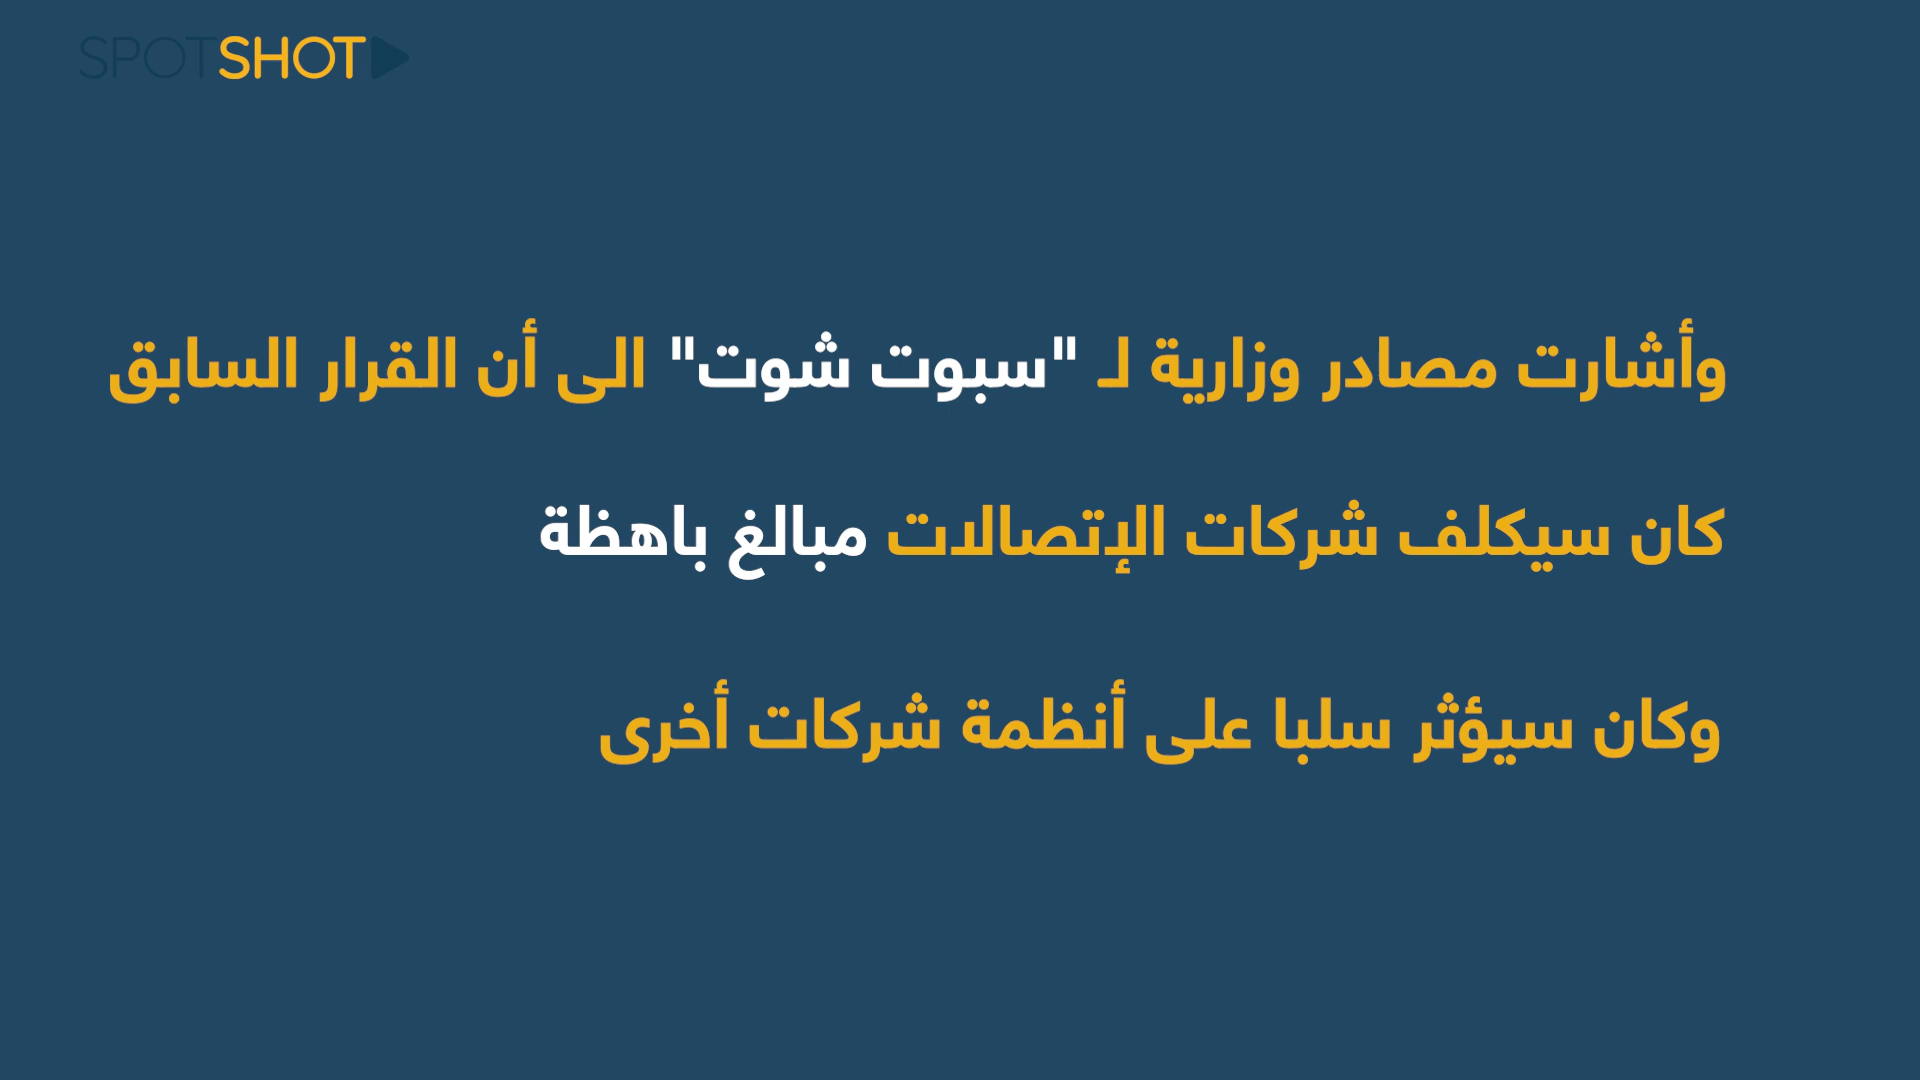 SPOTSHOT
وأشارت مصادر وزارية لـ "سبوت شوت" الى أن القرار السابق
كان سيكلف شركات الإتصالات مبالغ باهظة
وكان سيؤثر سلبا على أنظمة شركات أخرى